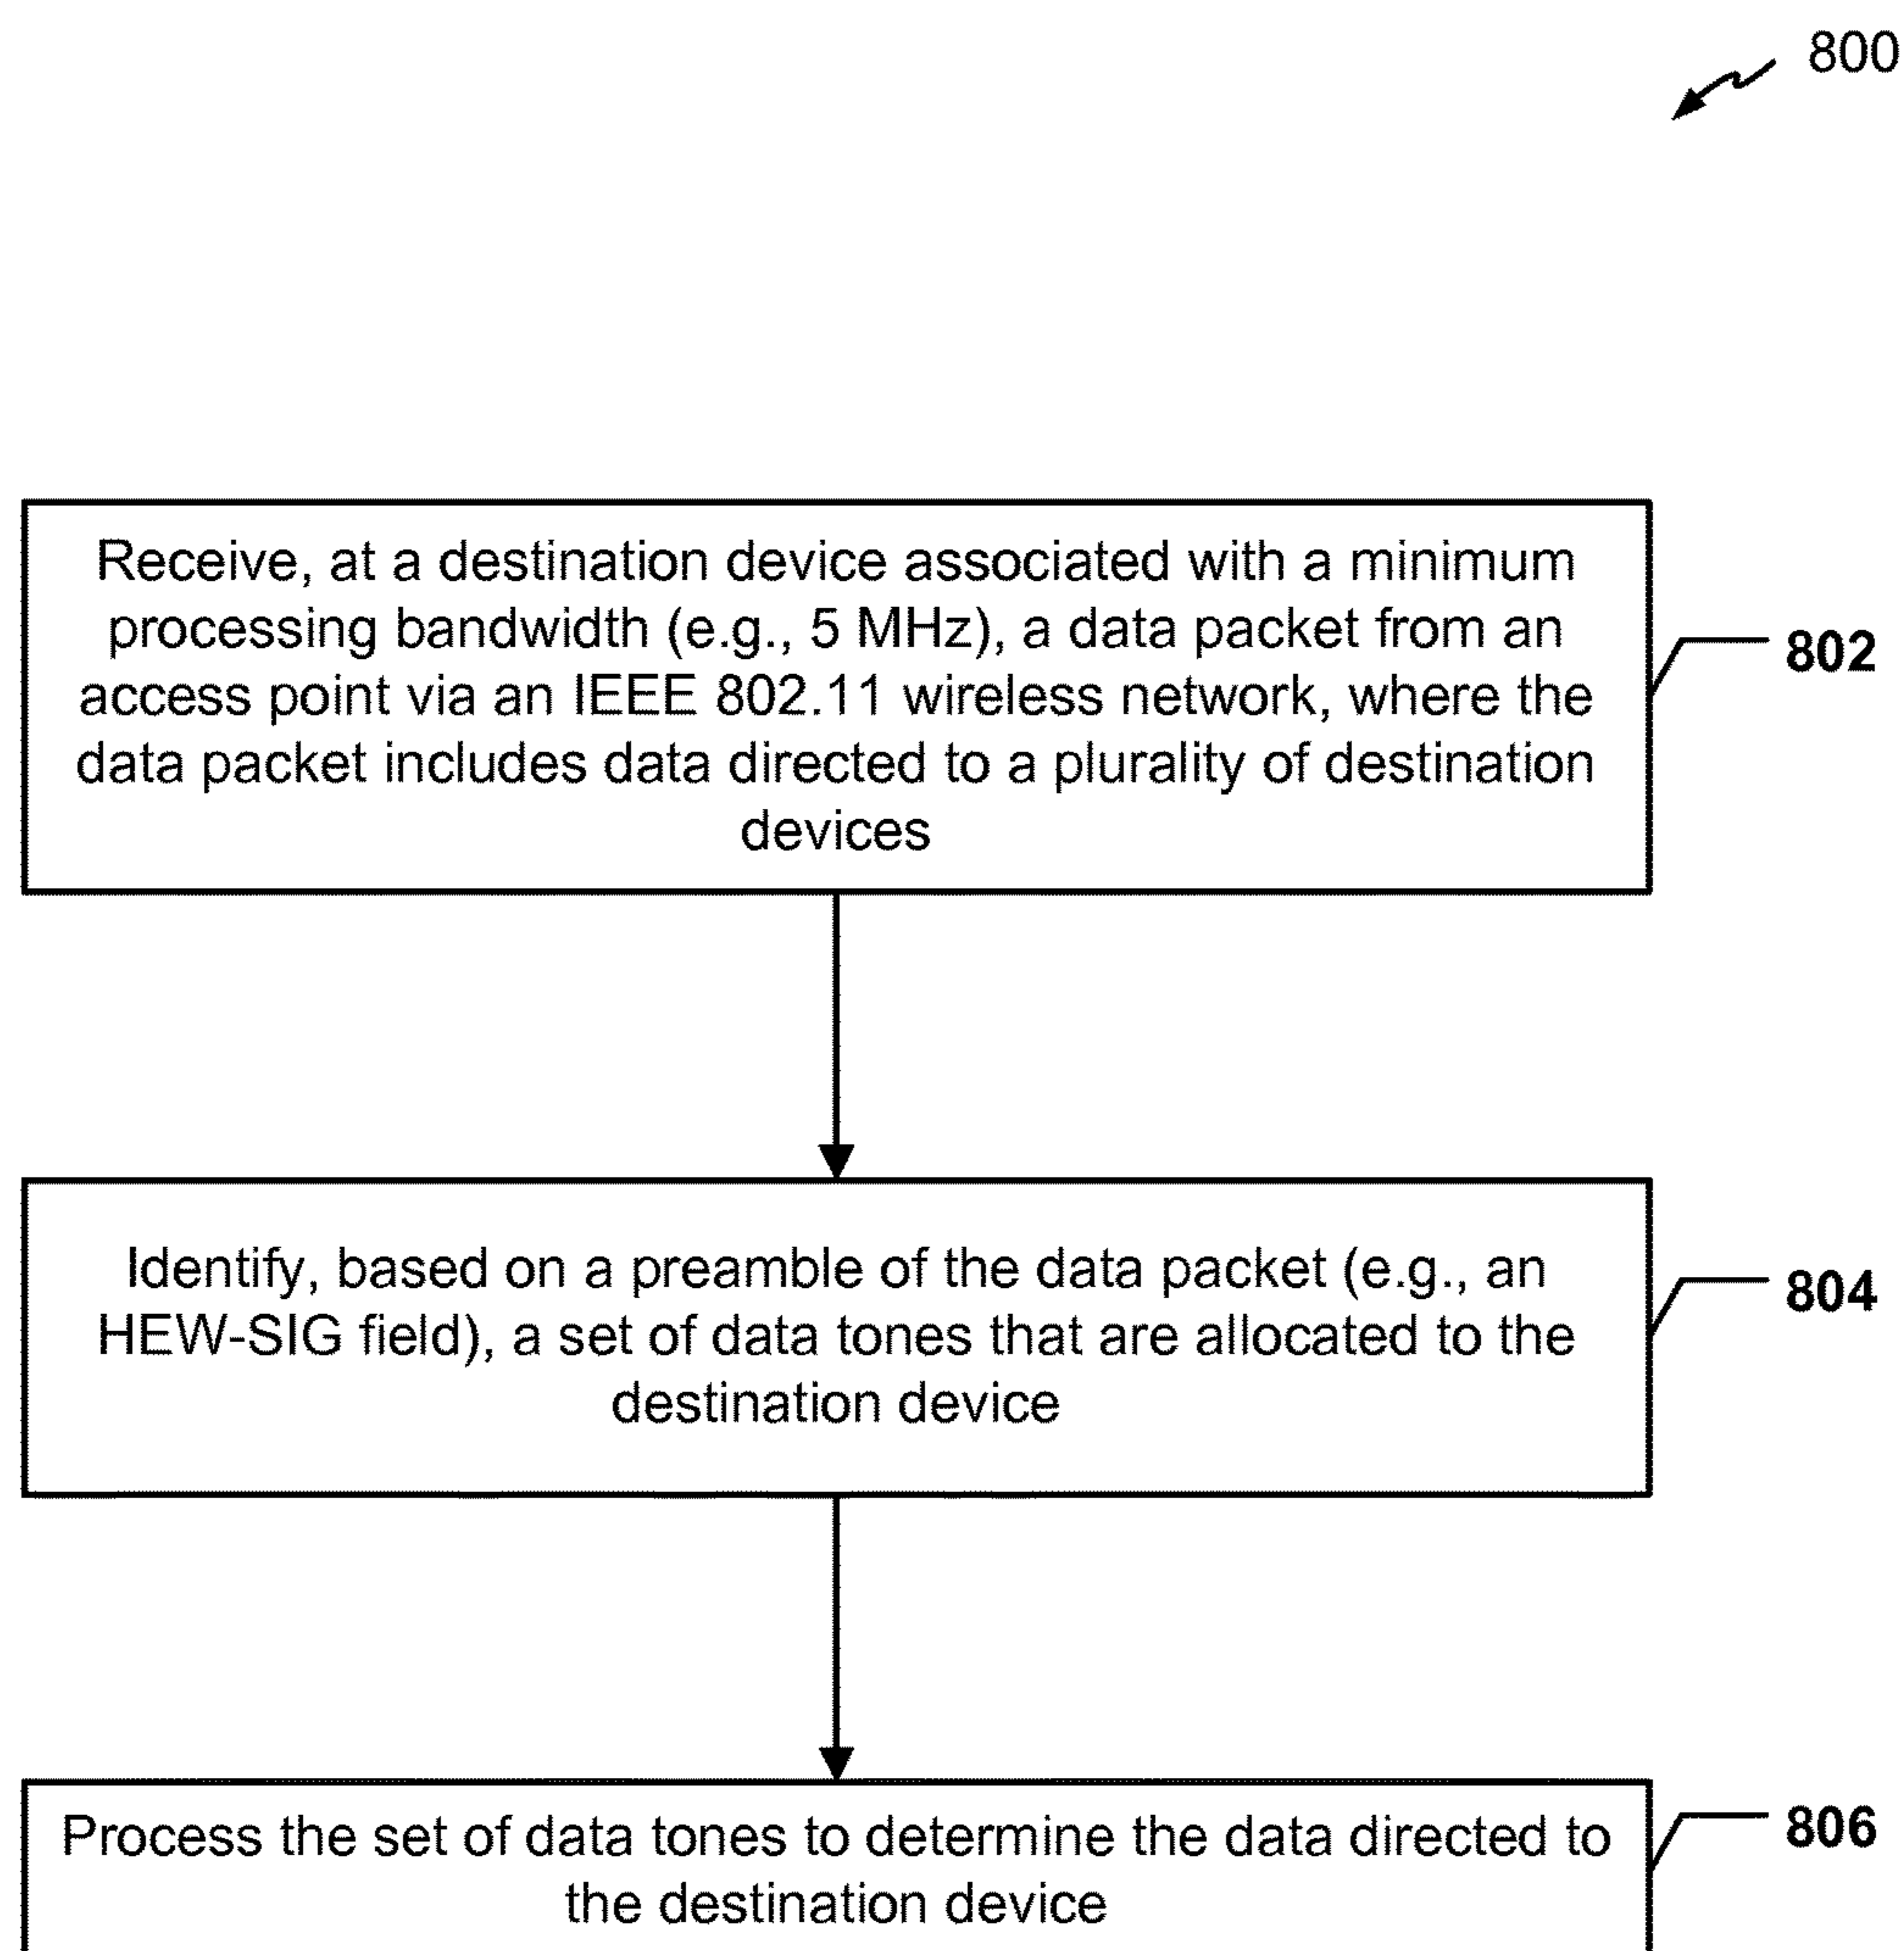 800
Receive, at a destination device associated with a minimum
processing bandwidth (e.g., 5 MHz), a data packet from an
access point via an IEEE 802.11 wireless network, where the
data packet includes data directed to a plurality of destination
devices
802
Identify, based on a preamble of the data packet (e.g., an
HEW-SIG field), a set of data tones that are allocated to the
destination device
804
Process the set of data tones to determine the data directed to
the destination device
806